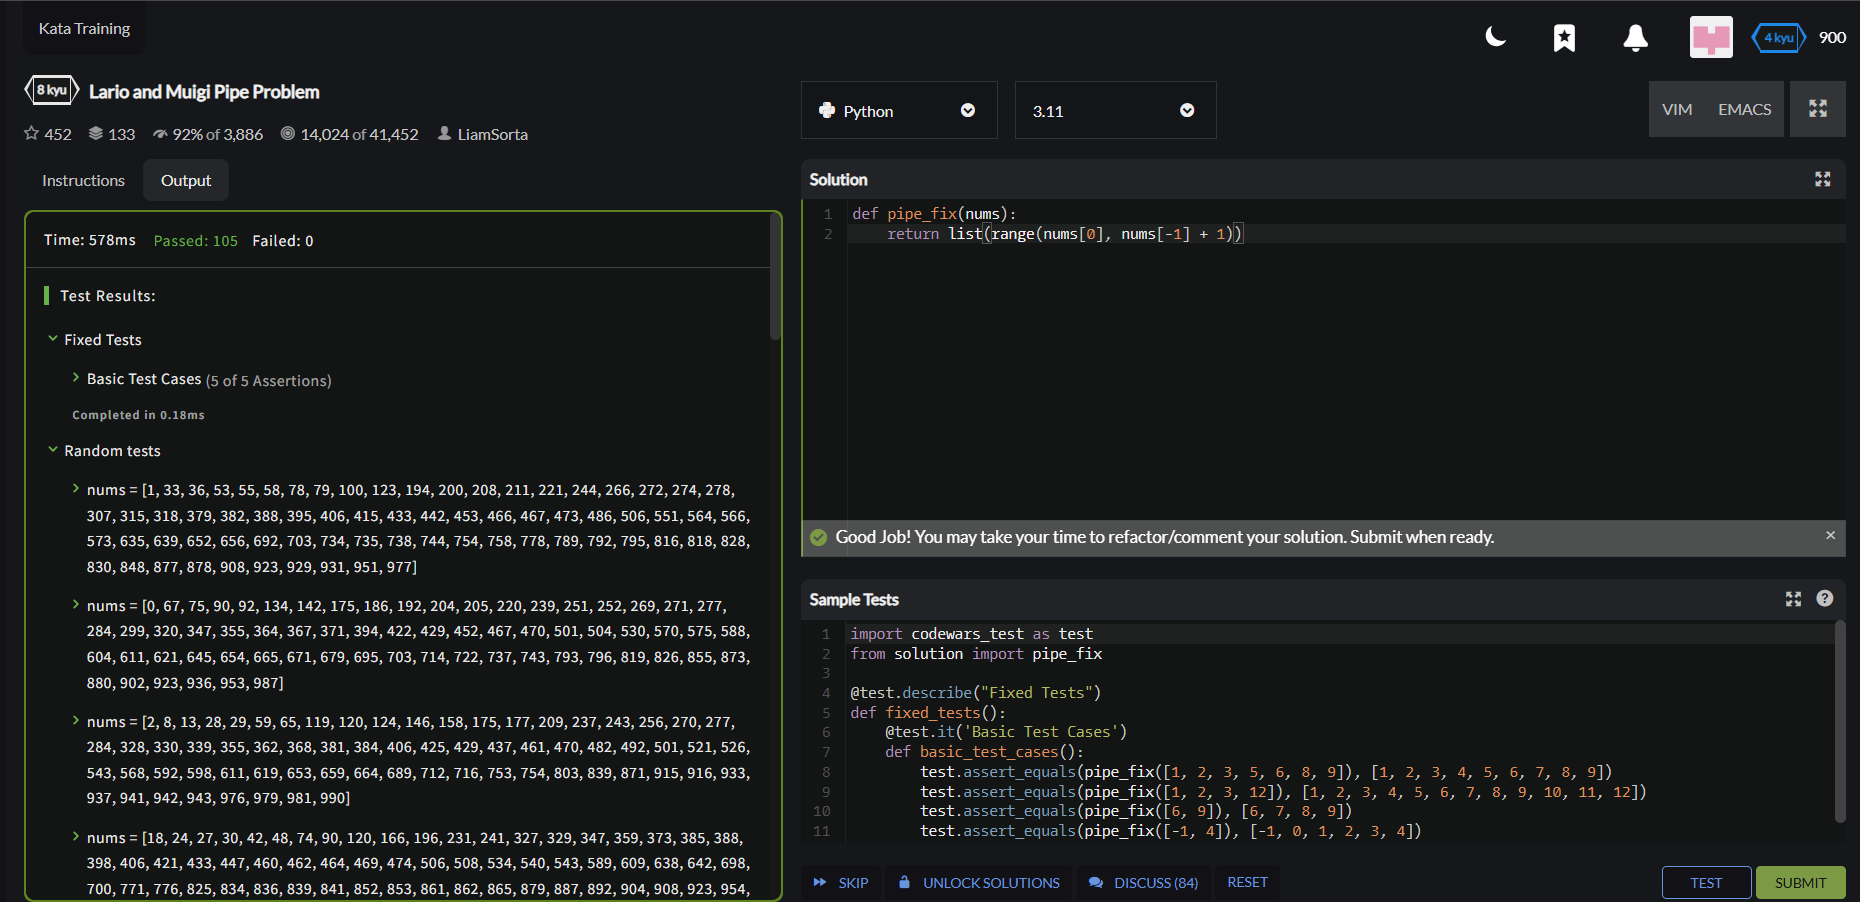 Kata Training
4 kyu 900
8 kyu Lario and Muigi Pipe Problem
452 133 92% of 3,886 14,024 of 41,452 LiamSorta
Instructions Output
Time: 578ms Passed: 105 Failed: 0
Test Results:
Fixed Tests
Basic Test Cases (5 of 5 Assertions)
Completed in 0.18ms
Random tests
nums = [1, 33, 36, 53, 55, 58, 78, 79, 100, 123, 194, 200, 208, 211, 221, 244, 266, 272, 274, 278,
307, 315, 318, 379, 382, 388, 395, 406, 415, 433, 442, 453, 466, 467, 473, 486, 506, 551, 564, 566,
573, 635, 639, 652, 656, 692, 703, 734, 735, 738, 744, 754, 758, 778, 789, 792, 795, 816, 818, 828,
830, 848, 877, 878, 908, 923, 929, 931, 951, 977]
nums = [0, 67, 75, 90, 92, 134, 142, 175, 186, 192, 204, 205, 220, 239, 251, 252, 269, 271, 277,
284, 299, 320, 347, 355, 364, 367, 371, 394, 422, 429, 452, 467, 470, 501, 504, 530, 570, 575, 588,
604, 611, 621, 645, 654, 665, 671, 679, 695, 703, 714, 722, 737, 743, 793, 796, 819, 826, 855, 873,
880, 902, 923, 936, 953, 987]
nums = [2, 8, 13, 28, 29, 59, 65, 119, 120, 124, 146, 158, 175, 177, 209, 237, 243, 256, 270, 277,
284, 328, 330, 339, 355, 362, 368, 381, 384, 406, 425, 429, 437, 461, 470, 482, 492, 501, 521, 526,
543, 568, 592, 598, 611, 619, 653, 659, 664, 689, 712, 716, 753, 754, 803, 839, 871, 915, 916, 933,
937, 941, 942, 943, 976, 979, 981, 990]
nums = [18, 24, 27, 30, 42, 48, 74, 90, 120, 166, 196, 231, 241, 327, 329, 347, 359, 373, 385, 388,
398, 406, 421, 433, 447, 460, 462, 464, 469, 474, 506, 508, 534, 540, 543, 589, 609, 638, 642, 698,
700, 771, 776, 825, 834, 836, 839, 841, 852, 853, 861, 862, 865, 879, 887, 892, 904, 908, 923, 954,
Python 3.11 VIM EMACS
Solution
1 def pipe_fix(nums):
2 return list(range(nums[0], nums[-1] + 1))
Good Job! You may take your time to refactor/comment your solution. Submit when ready. ×
Sample Tests ?
1 import codewars_test as test
2 from solution import pipe_fix
3
4 @test.describe("Fixed Tests")
5 def fixed_tests():
6 @test.it('Basic Test Cases')
7 def basic_test_cases():
8 test.assert_equals(pipe_fix([1, 2, 3, 5, 6, 8, 9]), [1, 2, 3, 4, 5, 6, 7, 8, 9])
9 test.assert_equals(pipe_fix([1, 2, 3, 12]), [1, 2, 3, 4, 5, 6, 7, 8, 9, 10, 11, 12])
10 test.assert_equals(pipe_fix([6, 9]), [6, 7, 8, 9])
11 test.assert_equals(pipe_fix([-1, 4]), [-1, 0, 1, 2, 3, 4])
SKIP UNLOCK SOLUTIONS DISCUSS (84) RESET TEST SUBMIT